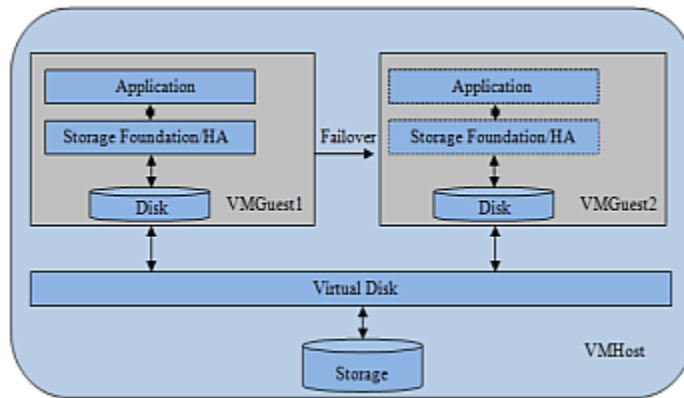 Application
Application
Storage Foundation/HA
Failover
Storage Foundation/HA
Disk
VMGuest1
Disk
VMGuest2
Virtual Disk
VMHost
Storage